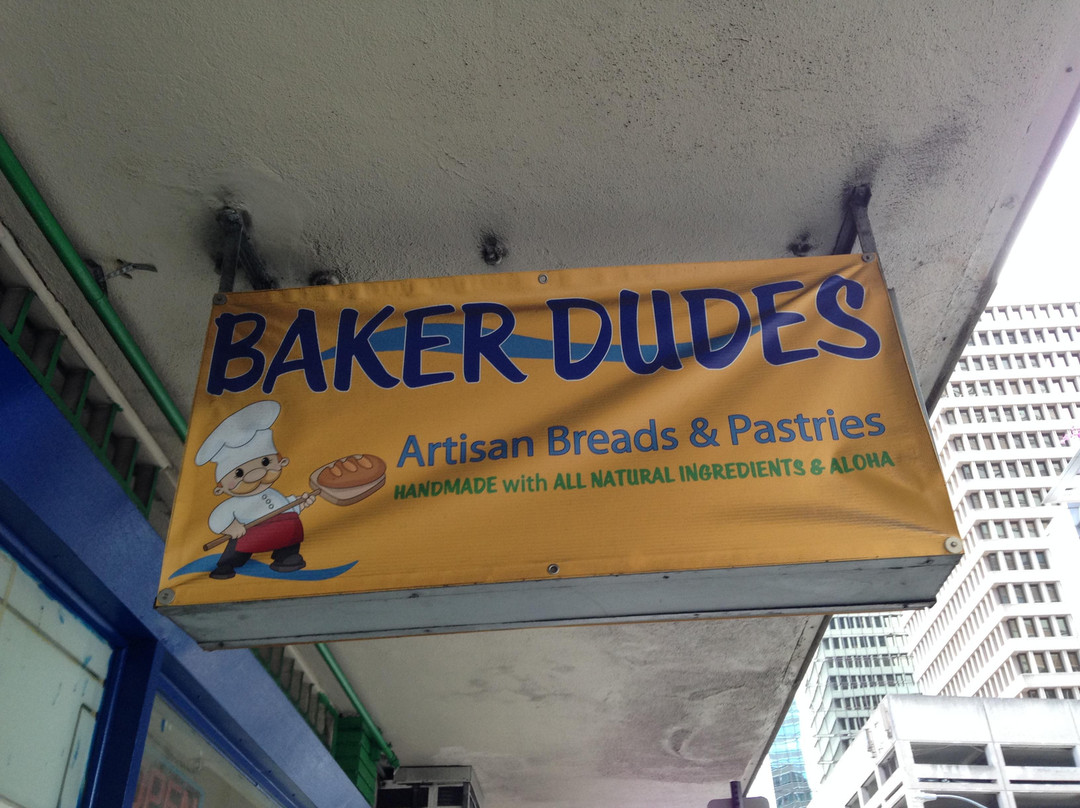 BAKER DUDES
Artisan Breads & Pastries
HANDMADE with ALL NATURAL INGREDIENTS & ALOHA